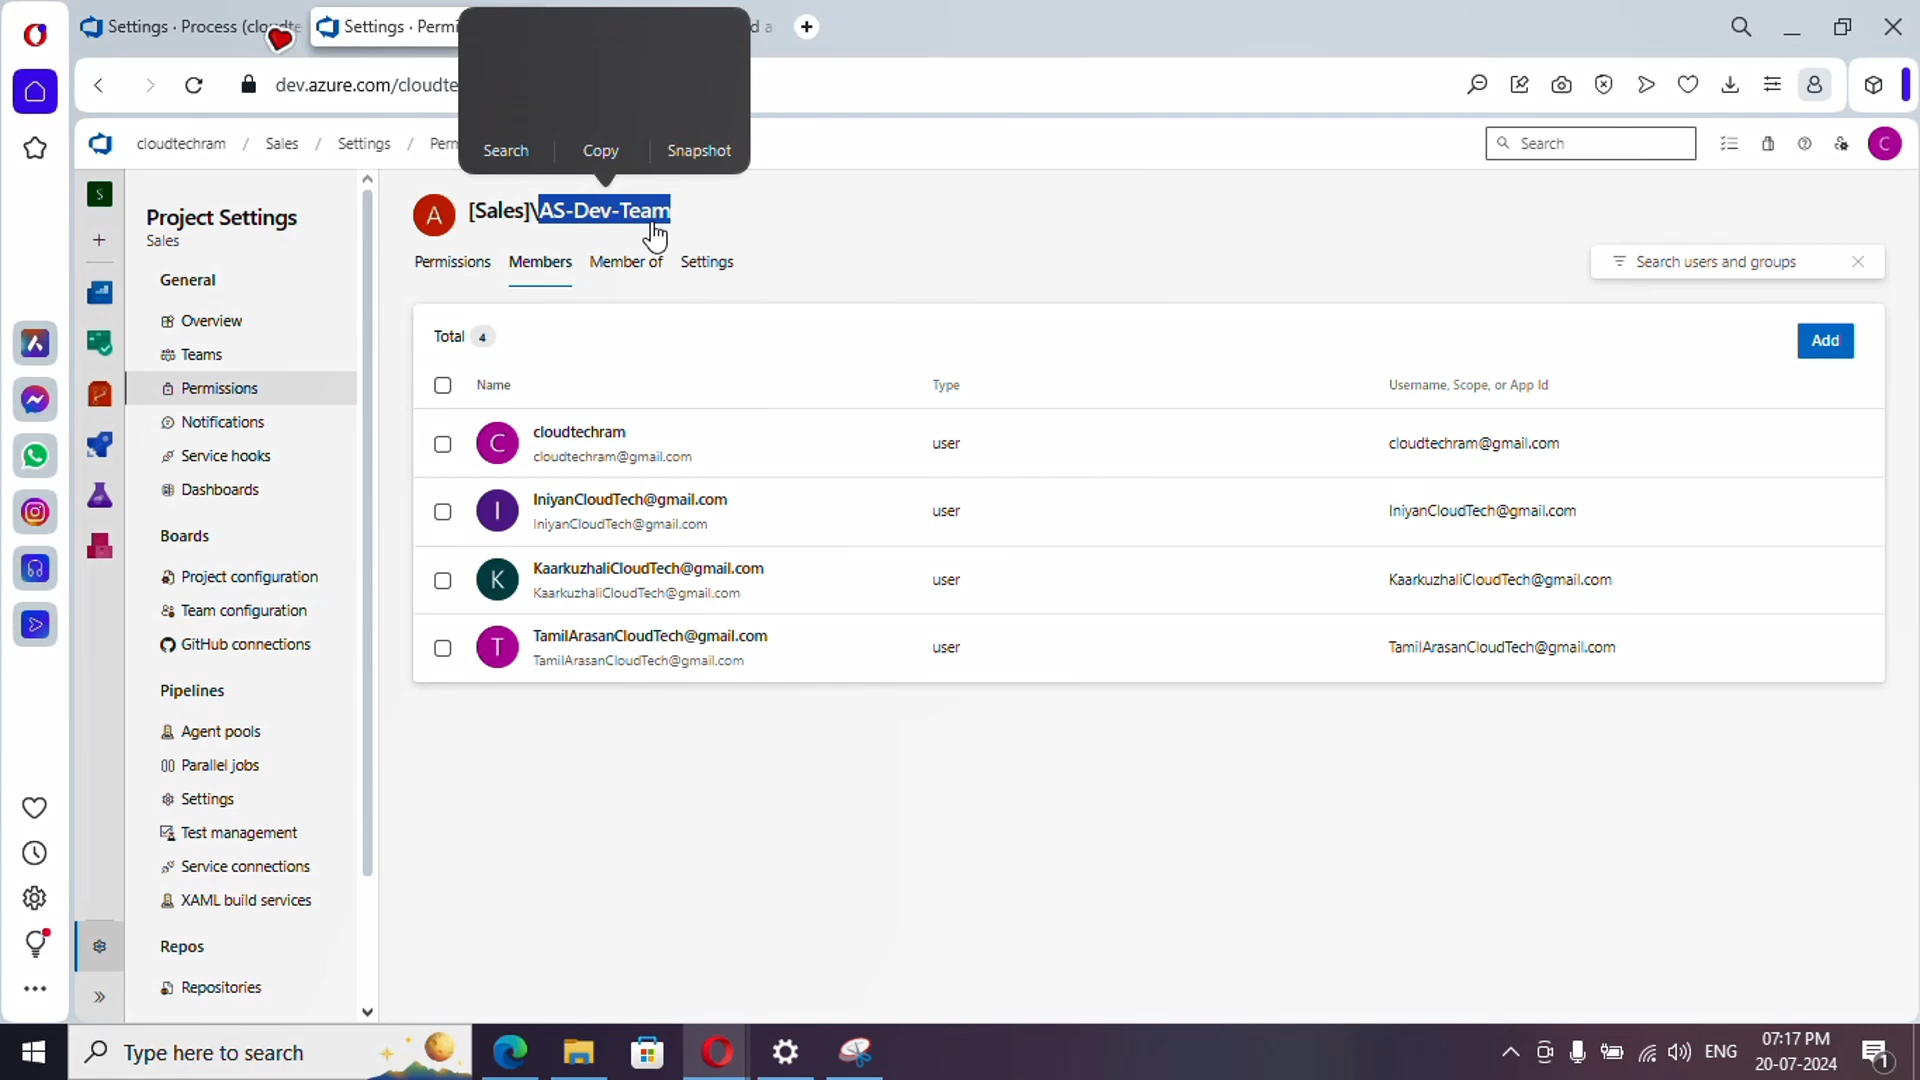 Settings · Process (cloudte
Settings · Permi
d a
dev.azure.com/cloudte
Search
Copy
Snapshot
cloudtechram / Sales / Settings / Perm
Search
C
S
Project Settings
Sales
General
Overview
Teams
Permissions
Notifications
Service hooks
Dashboards
Boards
Project configuration
Team configuration
GitHub connections
Pipelines
Agent pools
Parallel jobs
Settings
Test management
Service connections
XAML build services
Repos
Repositories
A
[Sales]\AS-Dev-Team
Permissions
Members
Member of
Settings
Search users and groups
Total 4
Add
Name
Type
Username, Scope, or App Id
C
cloudtechram
cloudtechram@gmail.com
user
cloudtechram@gmail.com
I
IniyanCloudTech@gmail.com
IniyanCloudTech@gmail.com
user
IniyanCloudTech@gmail.com
K
KaarkuzhaliCloudTech@gmail.com
KaarkuzhaliCloudTech@gmail.com
user
KaarkuzhaliCloudTech@gmail.com
T
TamilArasanCloudTech@gmail.com
TamilArasanCloudTech@gmail.com
user
TamilArasanCloudTech@gmail.com
Type here to search
ENG
07:17 PM
20-07-2024
1